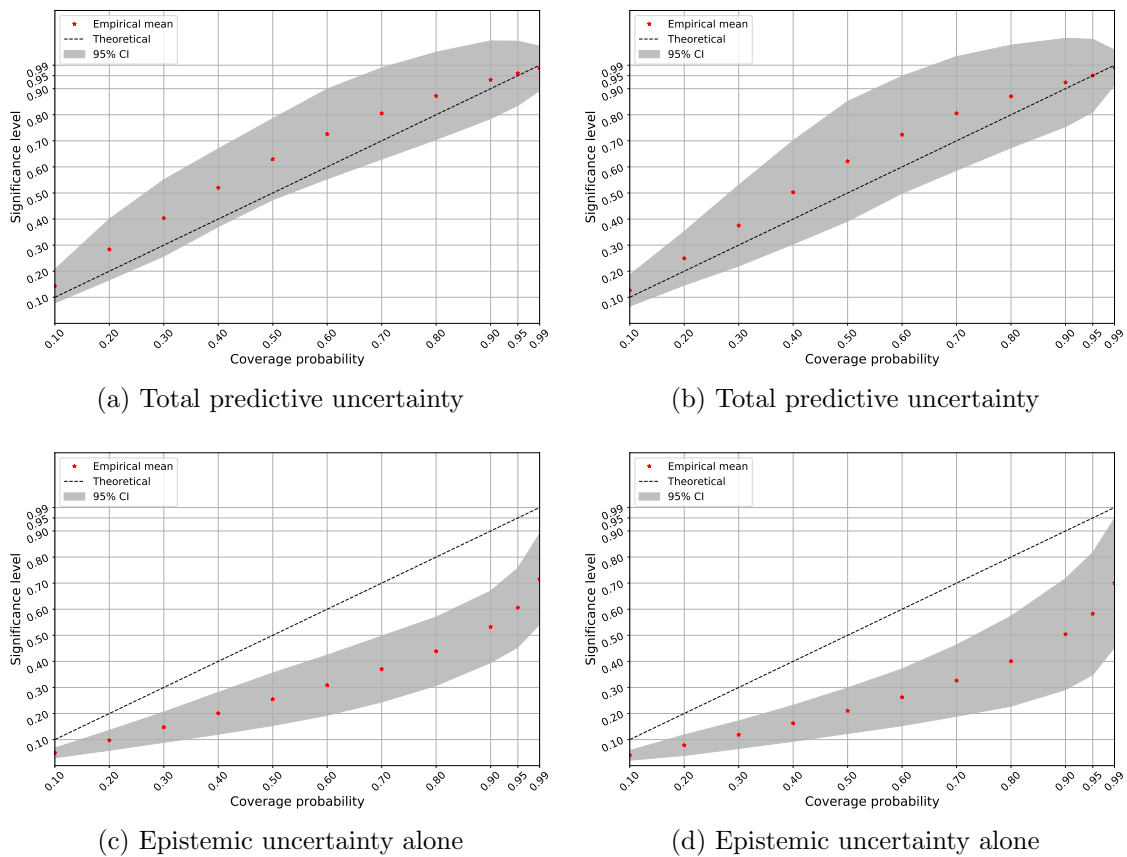 Empirical mean
Theoretical
95% CI
Significance level
0.99
0.95
0.90
0.80
0.70
0.60
0.50
0.40
0.30
0.20
0.10
0.10 0.20 0.30 0.40 0.50 0.60 0.70 0.80 0.90 0.95 0.99
Coverage probability
(a) Total predictive uncertainty
Empirical mean
Theoretical
95% CI
Significance level
0.99
0.95
0.90
0.80
0.70
0.60
0.50
0.40
0.30
0.20
0.10
0.10 0.20 0.30 0.40 0.50 0.60 0.70 0.80 0.90 0.95 0.99
Coverage probability
(b) Total predictive uncertainty
Empirical mean
Theoretical
95% CI
Significance level
0.99
0.95
0.90
0.80
0.70
0.60
0.50
0.40
0.30
0.20
0.10
0.10 0.20 0.30 0.40 0.50 0.60 0.70 0.80 0.90 0.95 0.99
Coverage probability
(c) Epistemic uncertainty alone
Empirical mean
Theoretical
95% CI
Significance level
0.99
0.95
0.90
0.80
0.70
0.60
0.50
0.40
0.30
0.20
0.10
0.10 0.20 0.30 0.40 0.50 0.60 0.70 0.80 0.90 0.95 0.99
Coverage probability
(d) Epistemic uncertainty alone